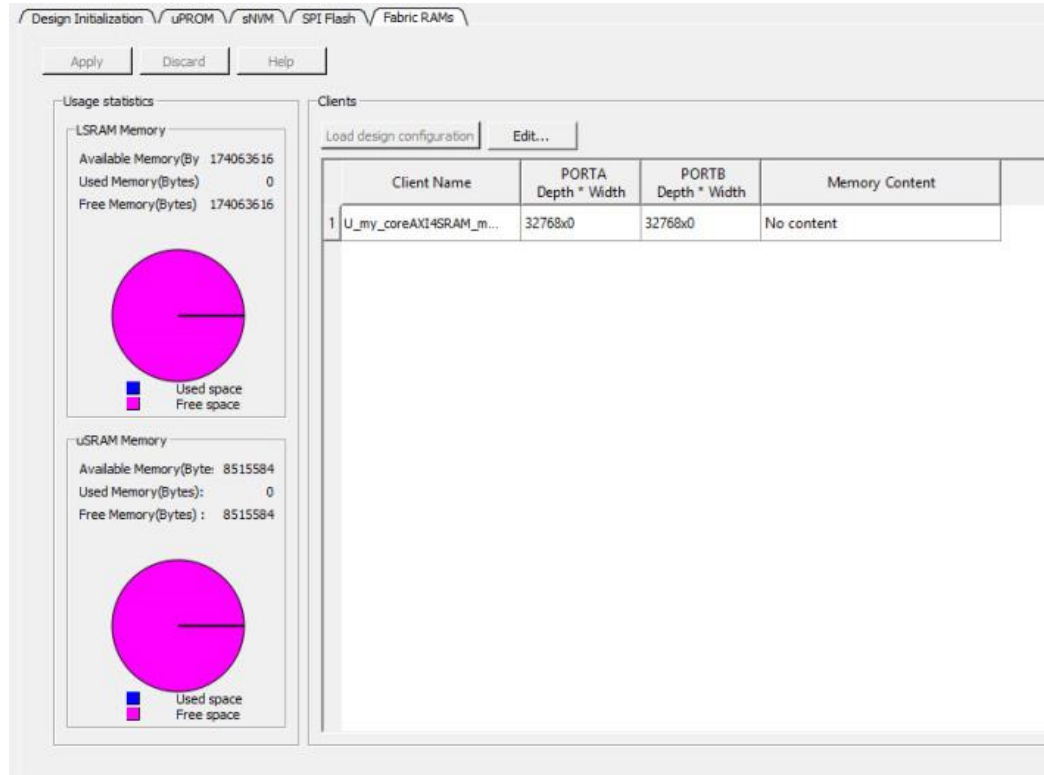 Design Initialization uPROM sNVM SPI Flash Fabric RAMs
Apply Discard Help
Usage statistics
LSRAM Memory
Available Memory(By 174063616
Used Memory(Bytes) 0
Free Memory(Bytes) 174063616
Used space
Free space
uSRAM Memory
Available Memory(Byte: 8515584
Used Memory(Bytes): 0
Free Memory(Bytes) : 8515584
Used space
Free space
Clients
Load design configuration Edit...
Client Name PORTA Depth * Width PORTB Depth * Width Memory Content
1 U_my_coreAXI4SRAM_m... 32768x0 32768x0 No content